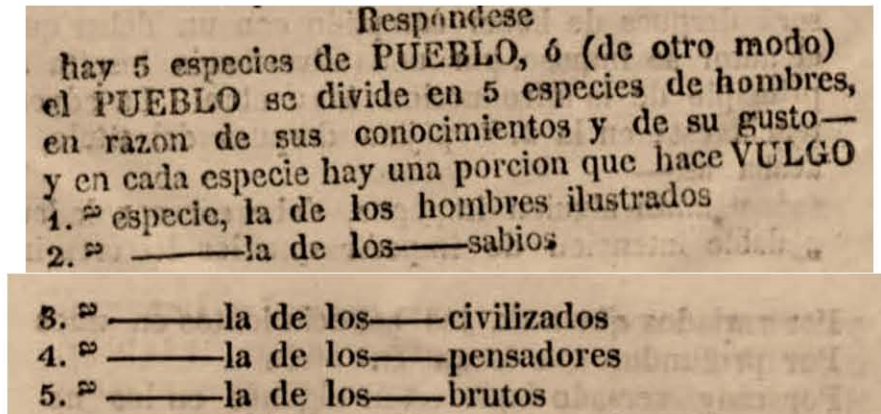 Respóndese
hay 5 especies de PUEBLO, ó (de otro modo)
el PUEBLO se divide en 5 especies de hombres,
en razon de sus conocimientos y de su gusto—
y en cada especie hay una porcion que hace VULGO
1.ª especie, la de los hombres ilustrados
2.ª ———la de los——sabios
3.ª ———la de los——civilizados
4.ª ———la de los——pensadores
5.ª ———la de los——brutos